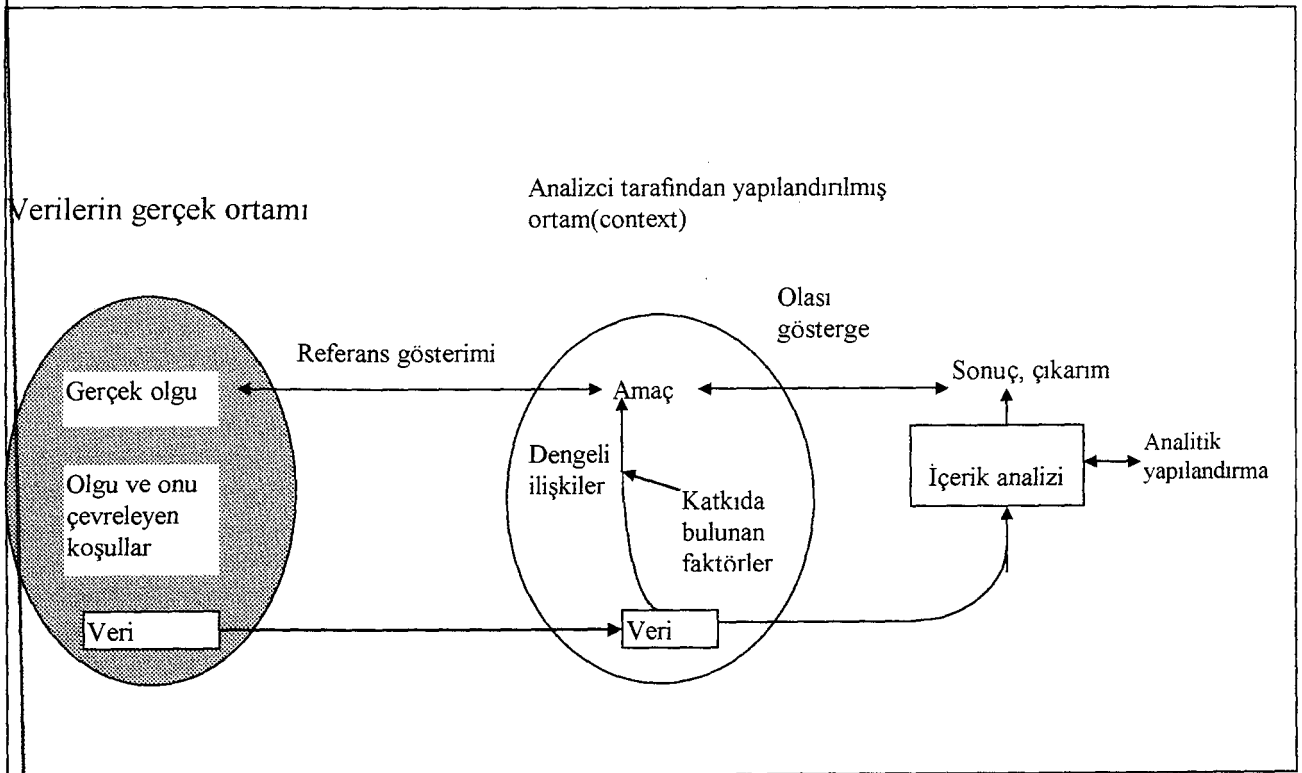 Verilerin gerçek ortamı
Analizci tarafından yapılandırılmış
ortam(context)
Olası
gösterge
Referans gösterimi
Gerçek olgu
Amaç
Sonuç, çıkarım
Dengeli
ilişkiler
Katkıda
bulunan
faktörler
İçerik analizi
Analitik
yapılandırma
Olgu ve onu
çevreleyen
koşullar
Veri
Veri